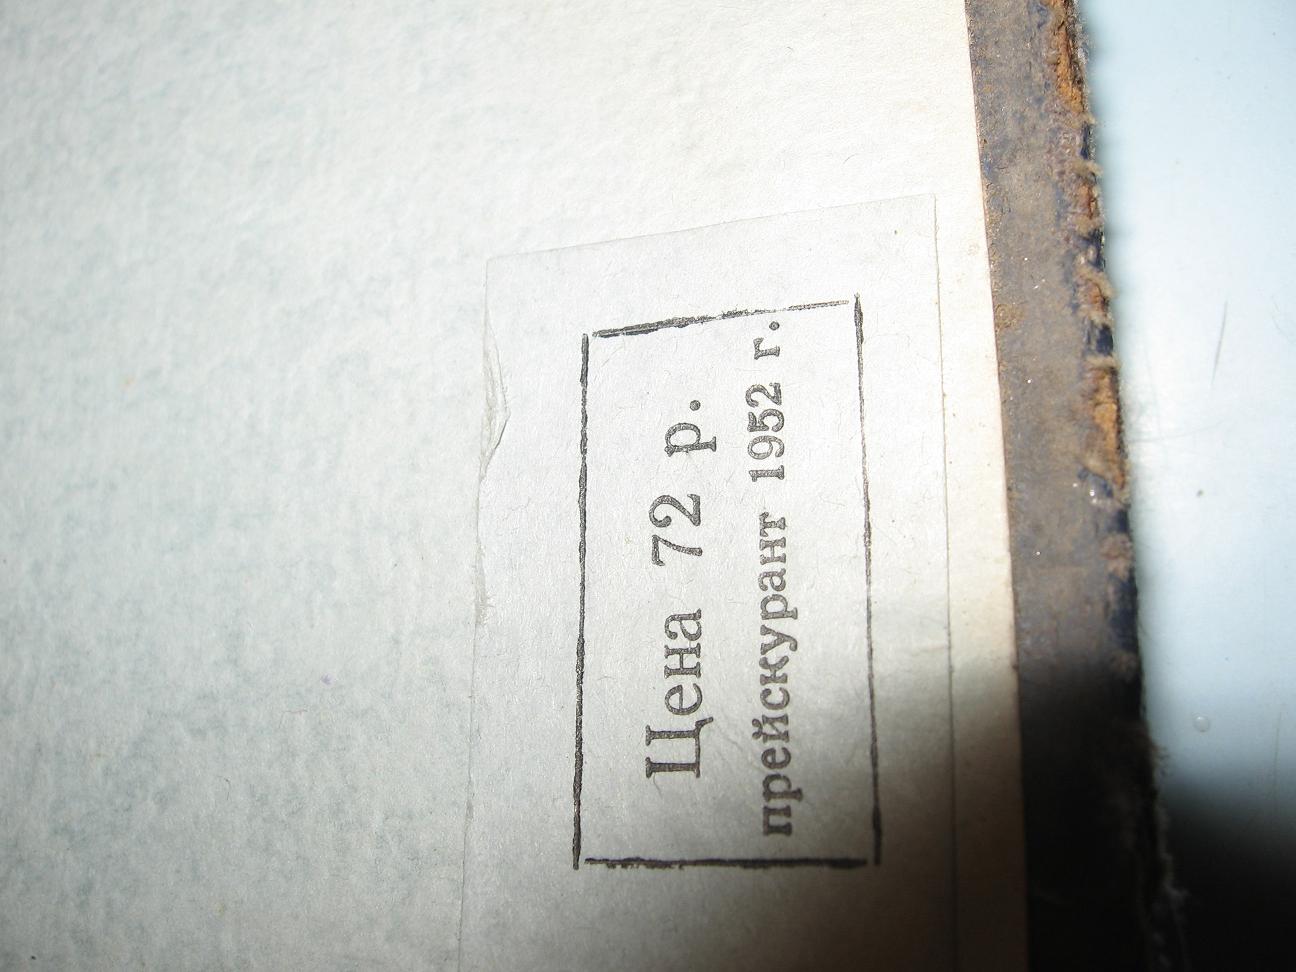 Цена 72 р.
прейскурант 1952 г.